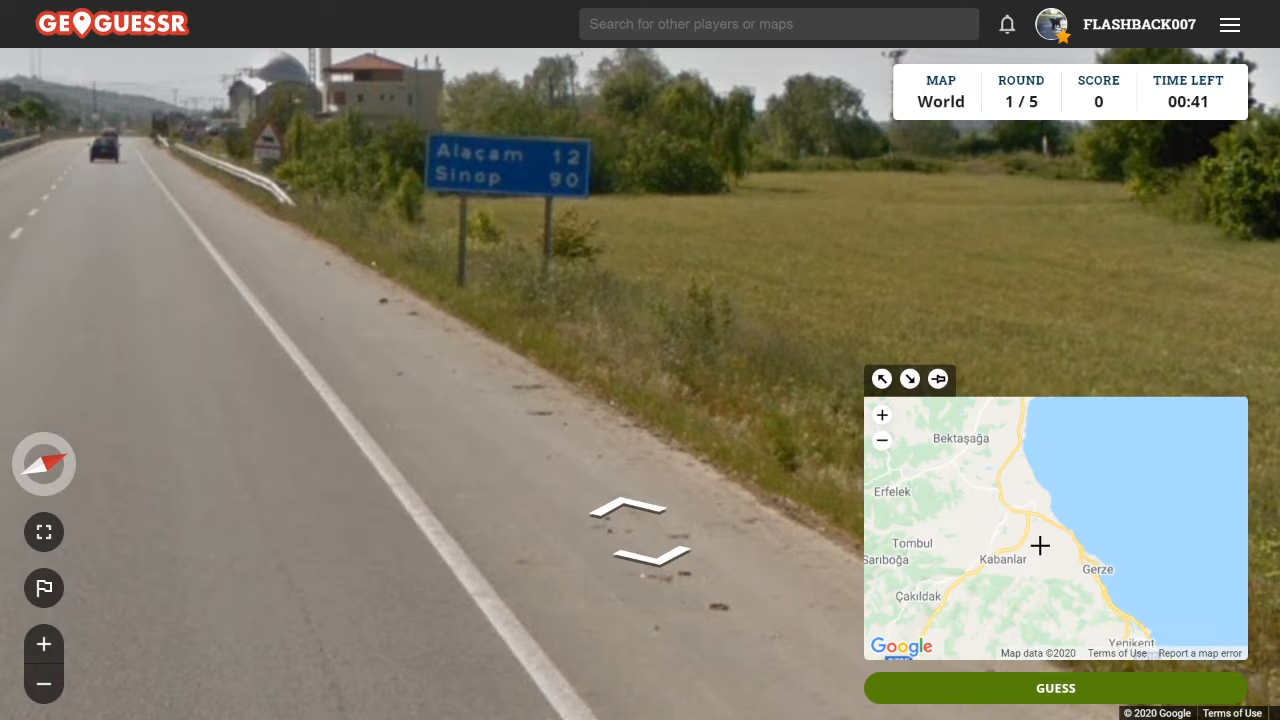 GEOGUESSR
Search for other players or maps
FLASHBACK007
MAP ROUND SCORE TIME LEFT
World 1 / 5 0 00:41
Alaçam 12
Sinop 90
Bektaşağa
Erfelek
Tombul
Sarıboğa
Kabanlar
Gerze
Çakıldak
Yenikent
Google
Map data ©2020 Terms of Use Report a map error
GUESS
© 2020 Google Terms of Use